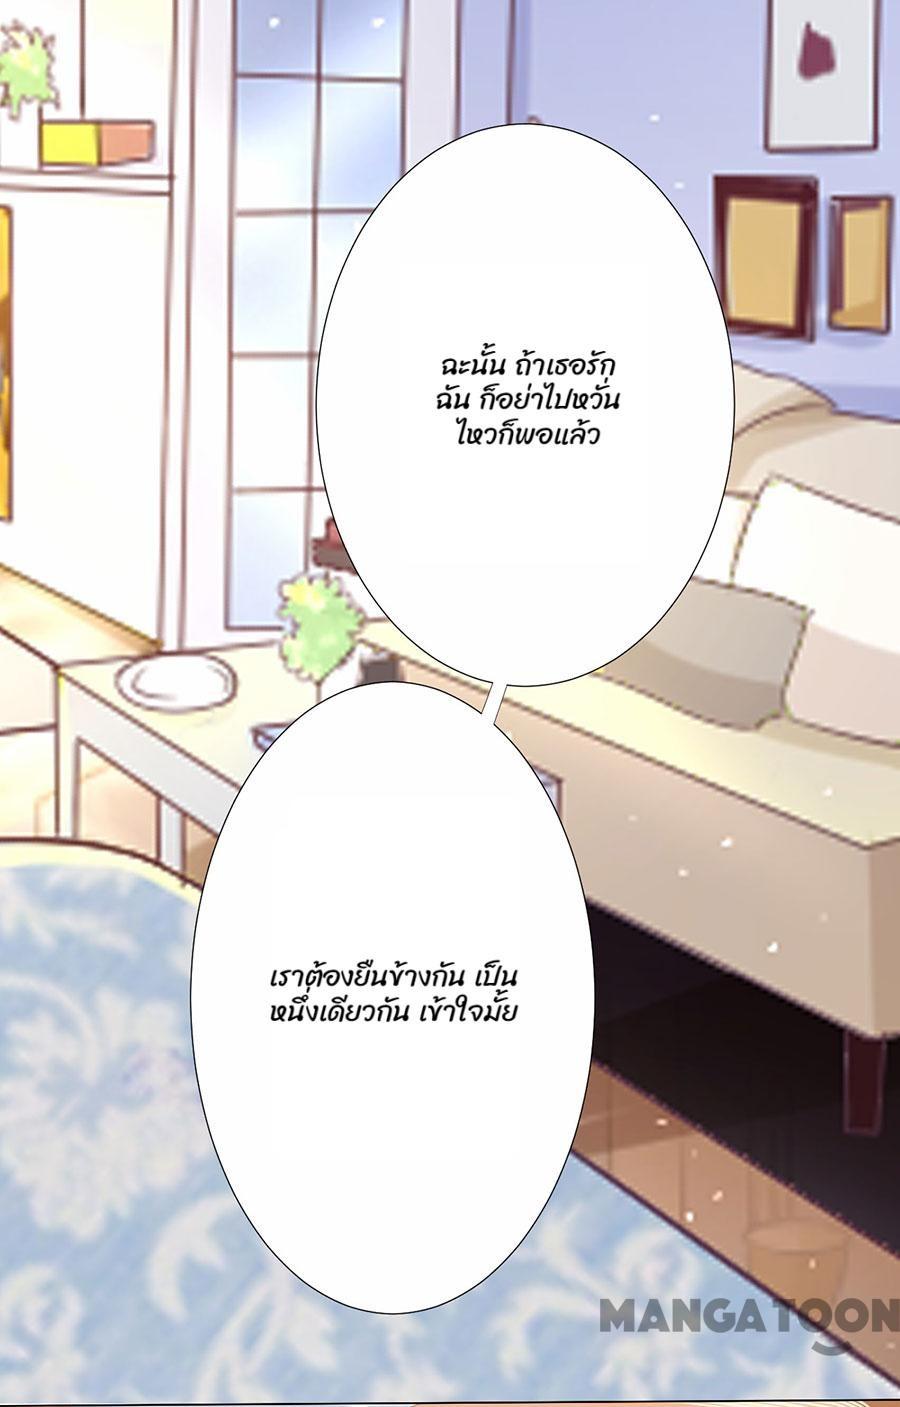 ฉะนั้น ถ้าเธอรัก
ฉัน ก็อย่าไปหวั่น
ไหวก็พอแล้ว
เราต้องยืนข้างกัน เป็น
หนึ่งเดียวกัน เข้าใจมั้ย
MANGATOON